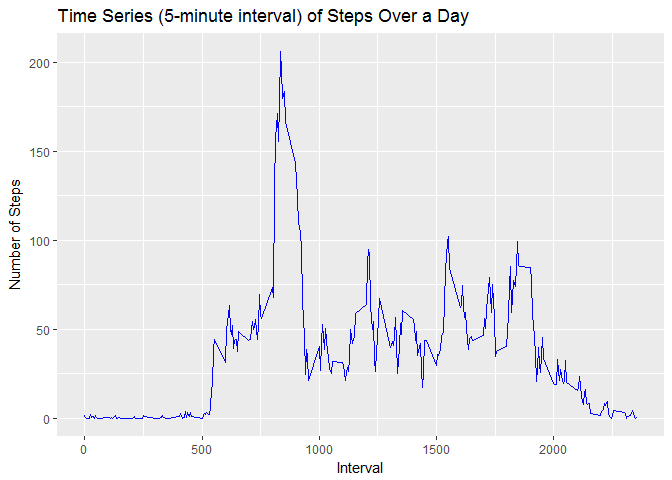 Time Series (5-minute interval) of Steps Over a Day
Number of Steps
200
150
100
50
0
0 500 1000 1500 2000
Interval